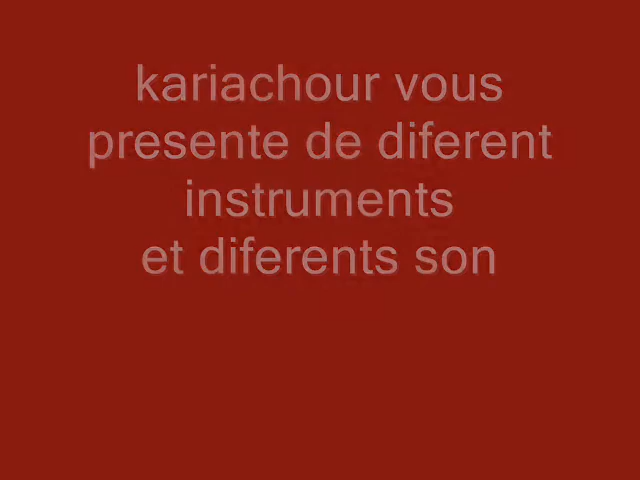 kariachour vous
presente de diferent
instruments
et diferents son